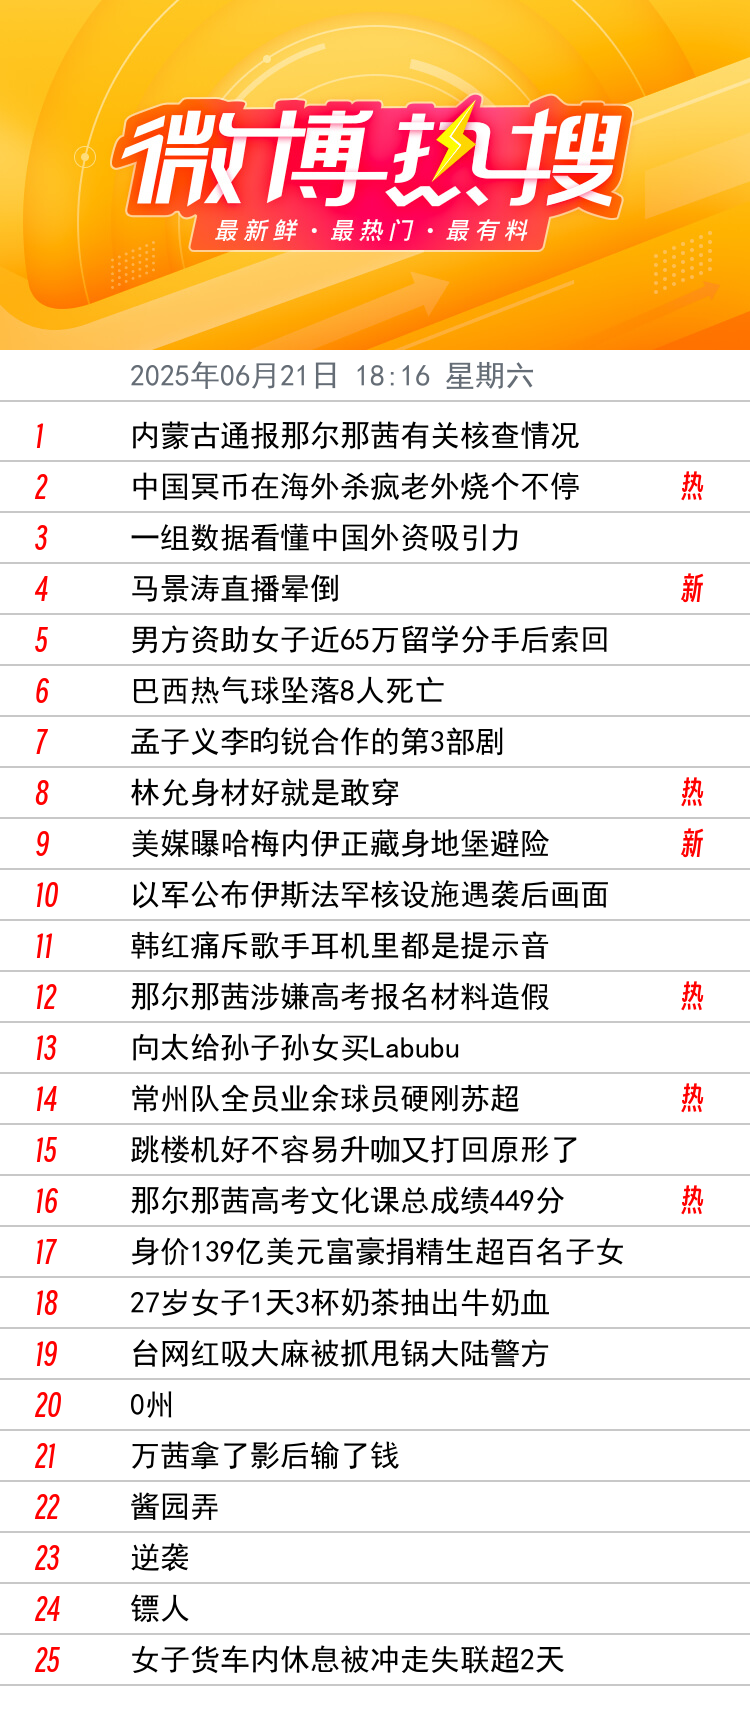 微博热搜
最新鲜·最热门·最有料
2025年06月21日 18:16 星期六
1 内蒙古通报那尔那茜有关核查情况
2 中国冥币在海外杀疯老外烧个不停 热
3 一组数据看懂中国外资吸引力
4 马景涛直播晕倒 新
5 男方资助女子近65万留学分手后索回
6 巴西热气球坠落8人死亡
7 孟子义李昀锐合作的第3部剧
8 林允身材好就是敢穿 热
9 美媒曝哈梅内伊正藏身地堡避险 新
10 以军公布伊斯法罕核设施遇袭后画面
11 韩红痛斥歌手耳机里都是提示音
12 那尔那茜涉嫌高考报名材料造假 热
13 向太给孙子孙女买Labubu
14 常州队全员业余球员硬刚苏超 热
15 跳楼机好不容易升咖又打回原形了
16 那尔那茜高考文化课总成绩449分 热
17 身价139亿美元富豪捐精生超百名子女
18 27岁女子1天3杯奶茶抽出牛奶血
19 台网红吸大麻被抓甩锅大陆警方
20 0州
21 万茜拿了影后输了钱
22 酱园弄
23 逆袭
24 镖人
25 女子货车内休息被冲走失联超2天